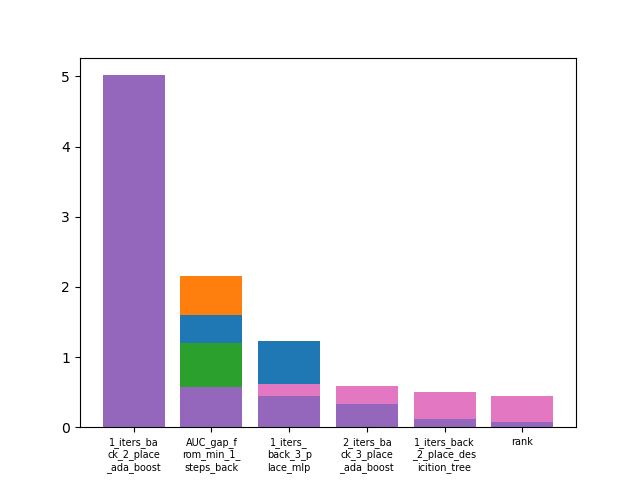 5
4
3
2
1
0
1_iters_ba
ck_2_place
_ada_boost
AUC_gap_f
rom_min_1_
steps_back
1_iters_
back_3_p
lace_mlp
2_iters_ba
ck_3_place
_ada_boost
1_iters_back
_2_place_des
icition_tree
rank